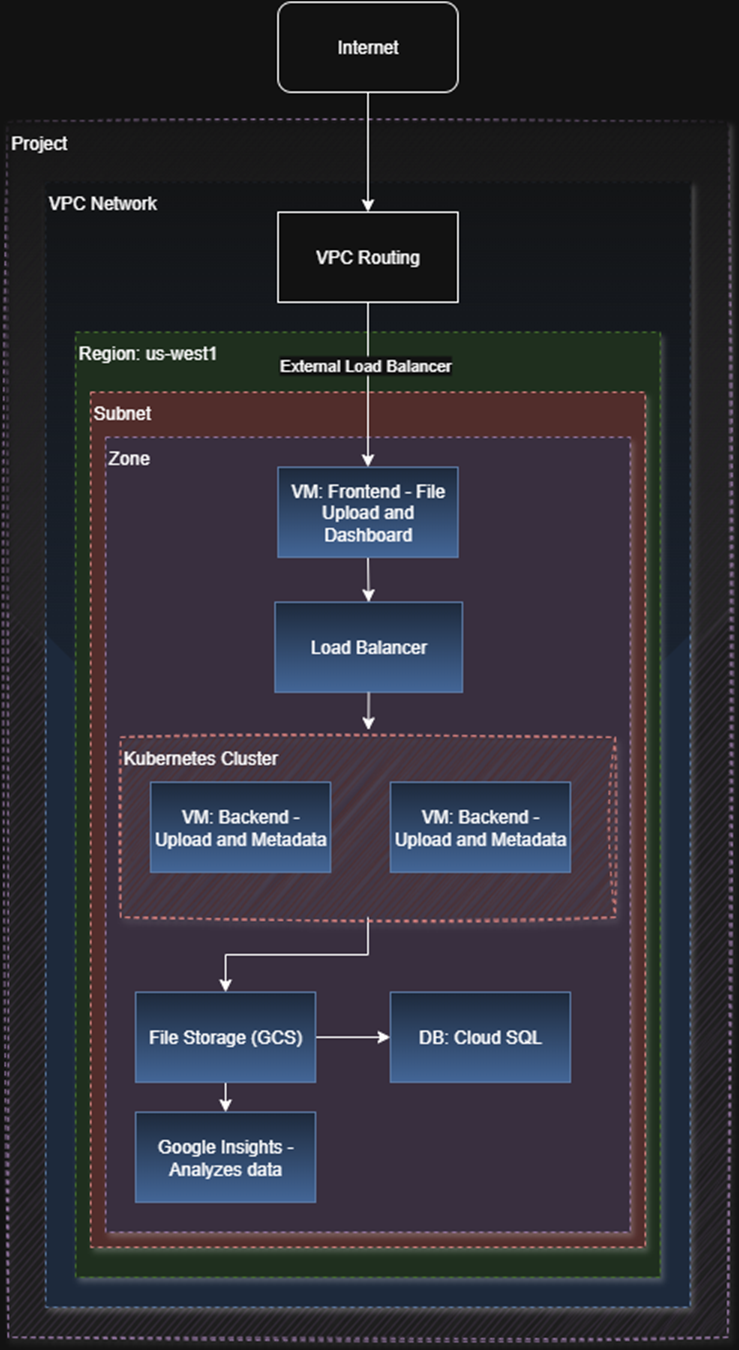 Internet
Project
VPC Network
VPC Routing
Region: us-west1
External Load Balancer
Subnet
Zone
VM: Frontend - File
Upload and
Dashboard
Load Balancer
Kubernetes Cluster
VM: Backend -
Upload and Metadata
VM: Backend -
Upload and Metadata
File Storage (GCS)
DB: Cloud SQL
Google Insights -
Analyzes data